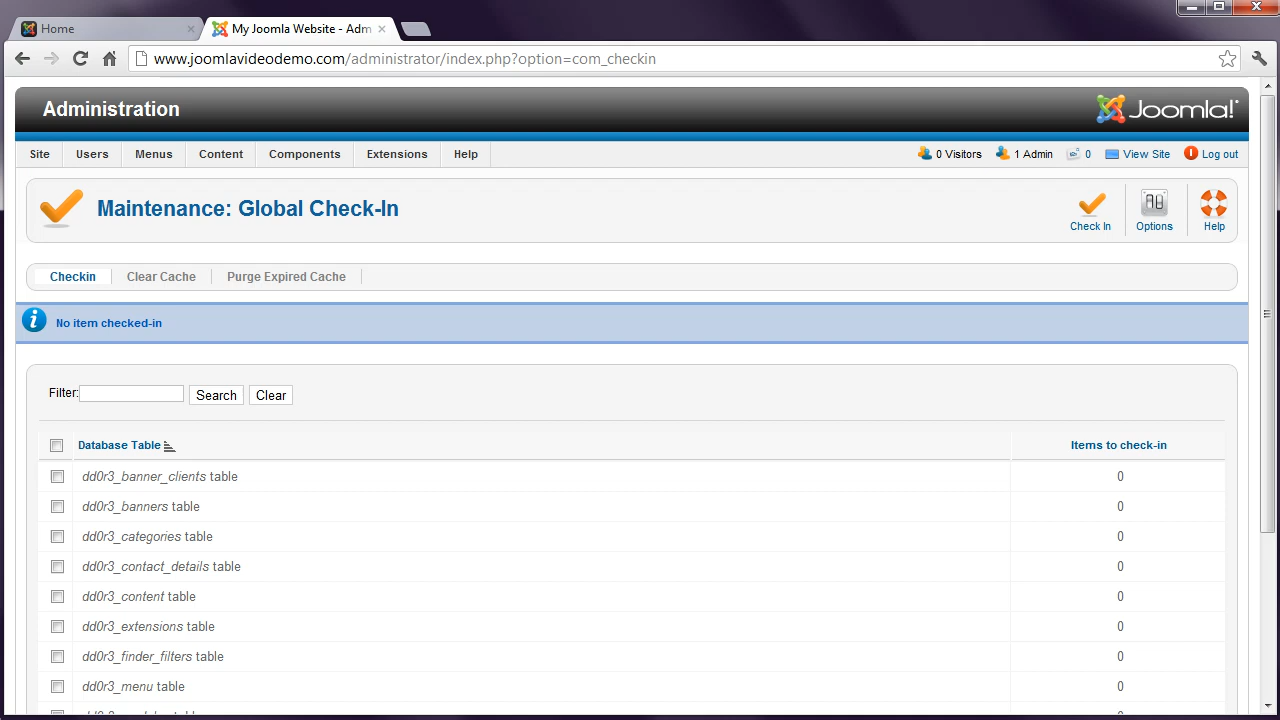 Home
My Joomla Website - Adm
www.joomlavideodemo.com/administrator/index.php?option=com_checkin
Administration
Joomla!
Site Users Menus Content Components Extensions Help 0 Visitors 1 Admin 0 View Site Log out
Maintenance: Global Check-In
Check In Options Help
Checkin Clear Cache Purge Expired Cache
No item checked-in
Filter: Search Clear
Database Table Items to check-in
dd0r3_banner_clients table 0
dd0r3_banners table 0
dd0r3_categories table 0
dd0r3_contact_details table 0
dd0r3_content table 0
dd0r3_extensions table 0
dd0r3_finder_filters table 0
dd0r3_menu table 0